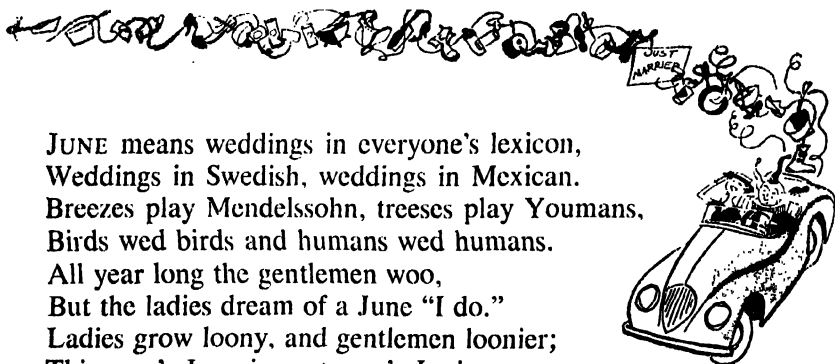 JUST
MARRIED
JUNE means weddings in everyone's lexicon,
Weddings in Swedish, weddings in Mexican.
Breezes play Mendelssohn, treeses play Youmans,
Birds wed birds and humans wed humans.
All year long the gentlemen woo,
But the ladies dream of a June "I do."
Ladies grow loony, and gentlemen loonier;